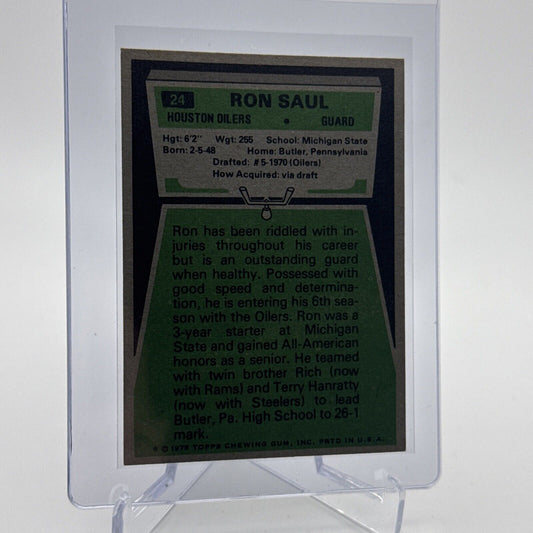 24 RON SAUL
HOUSTON OILERS • GUARD
Hgt: 6'2" Wgt: 255 School: Michigan State
Born: 2-5-48 Home: Butler, Pennsylvania
Drafted: #5-1970 (Oilers)
How Acquired: via draft
Ron has been riddled with in-
juries throughout his career
but is an outstanding guard
when healthy. Possessed with
good speed and determina-
tion, he is entering his 6th sea-
son with the Oilers. Ron was a
3-year starter at Michigan
State and gained All-American
honors as a senior. He teamed
with twin brother Rich (now
with Rams) and Terry Hanratty
(now with Steelers) to lead
Butler, Pa. High School to 26-1
mark.
* © 1975 TOPPS CHEWING GUM, INC. PRTD IN U.S.A.